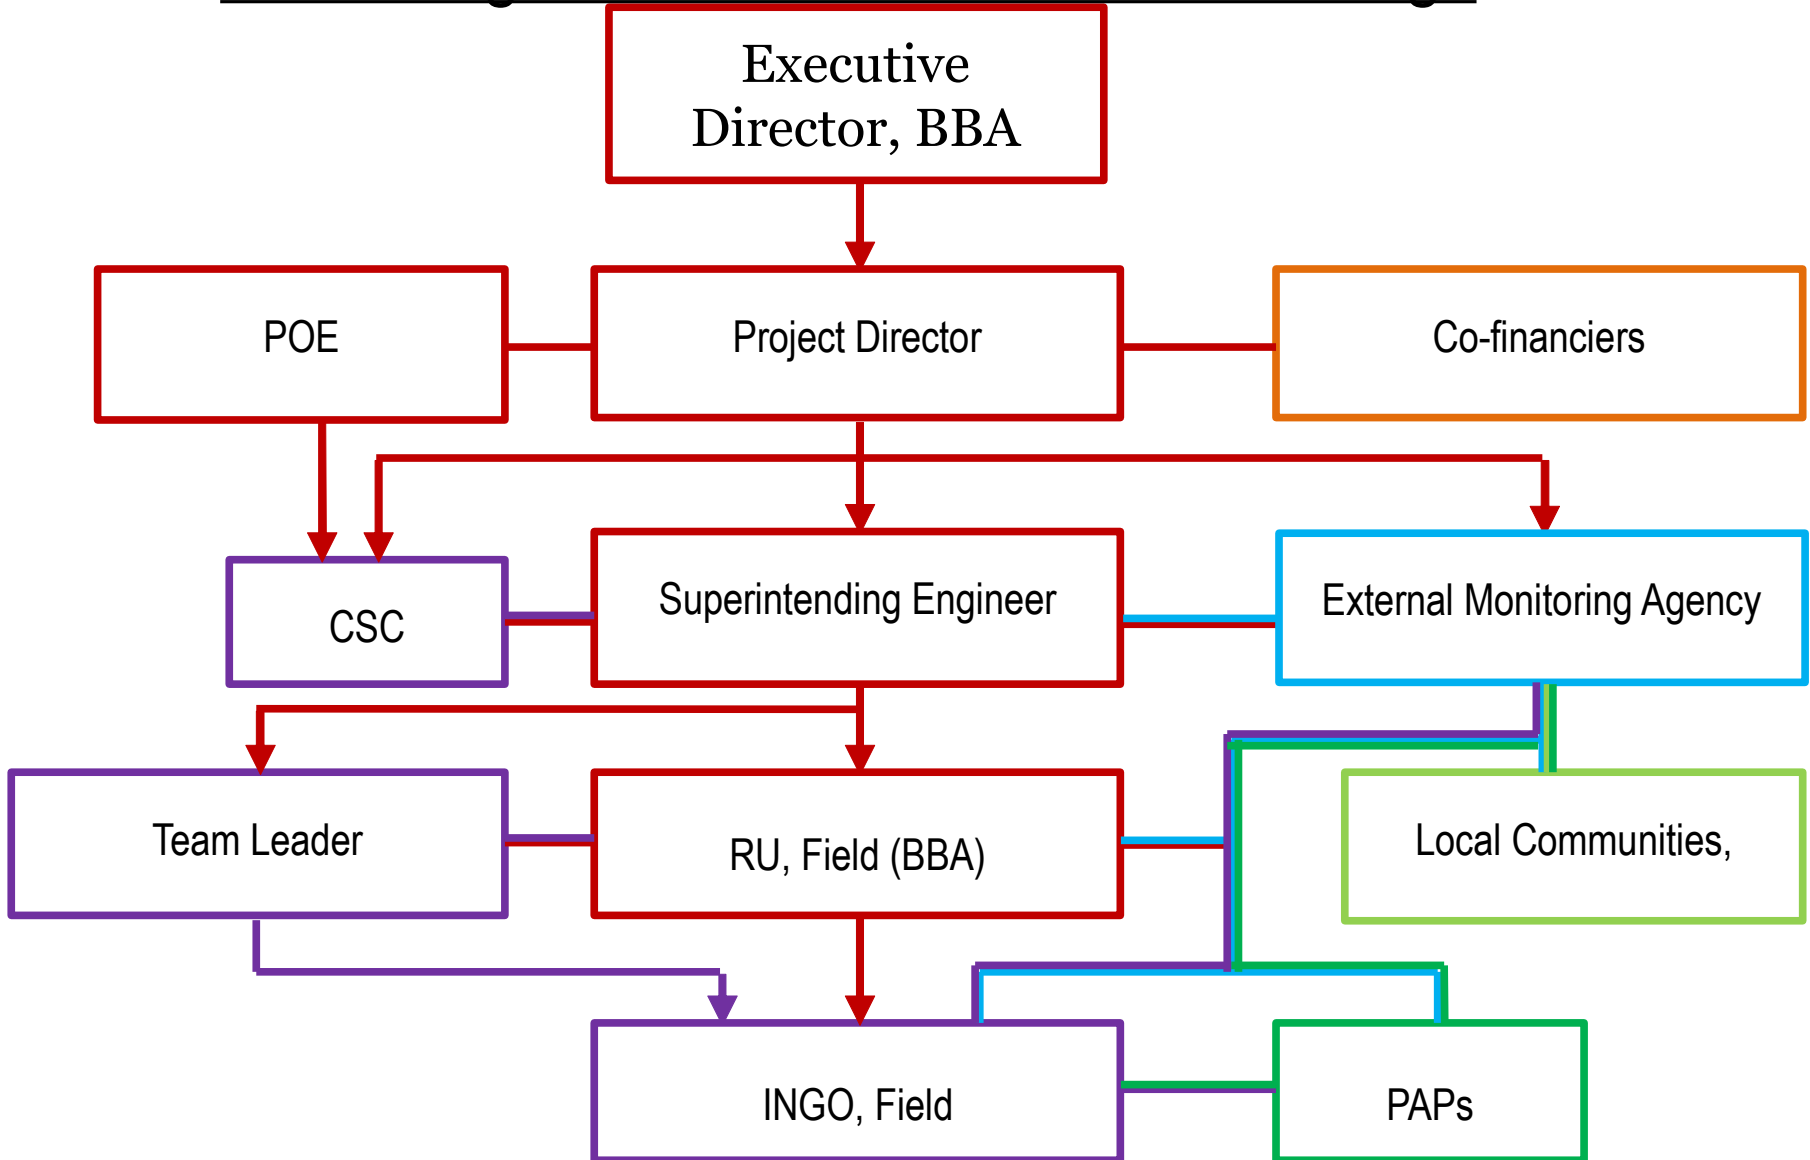 Executive
Director, BBA
POE
Project Director
Co-financiers
CSC
Superintending Engineer
External Monitoring Agency
Team Leader
RU, Field (BBA)
Local Communities,
INGO, Field
PAPs